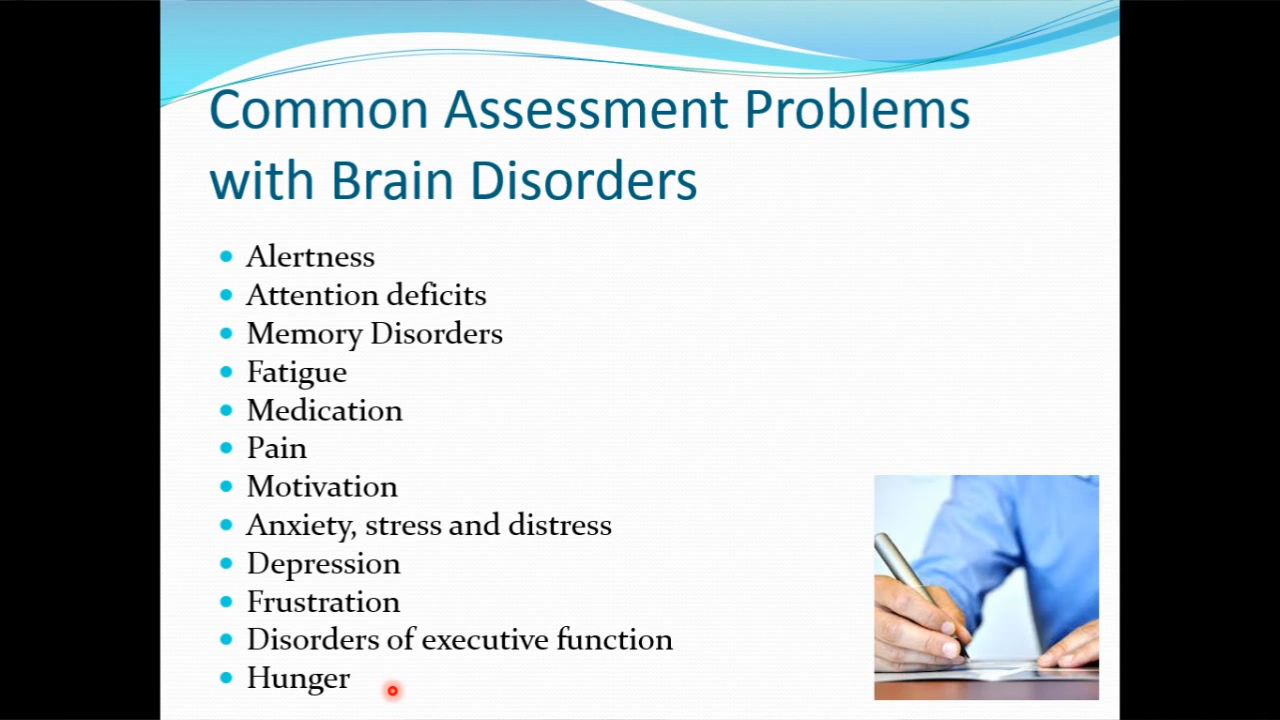 Common Assessment Problems
with Brain Disorders
Alertness
Attention deficits
Memory Disorders
Fatigue
Medication
Pain
Motivation
Anxiety, stress and distress
Depression
Frustration
Disorders of executive function
Hunger